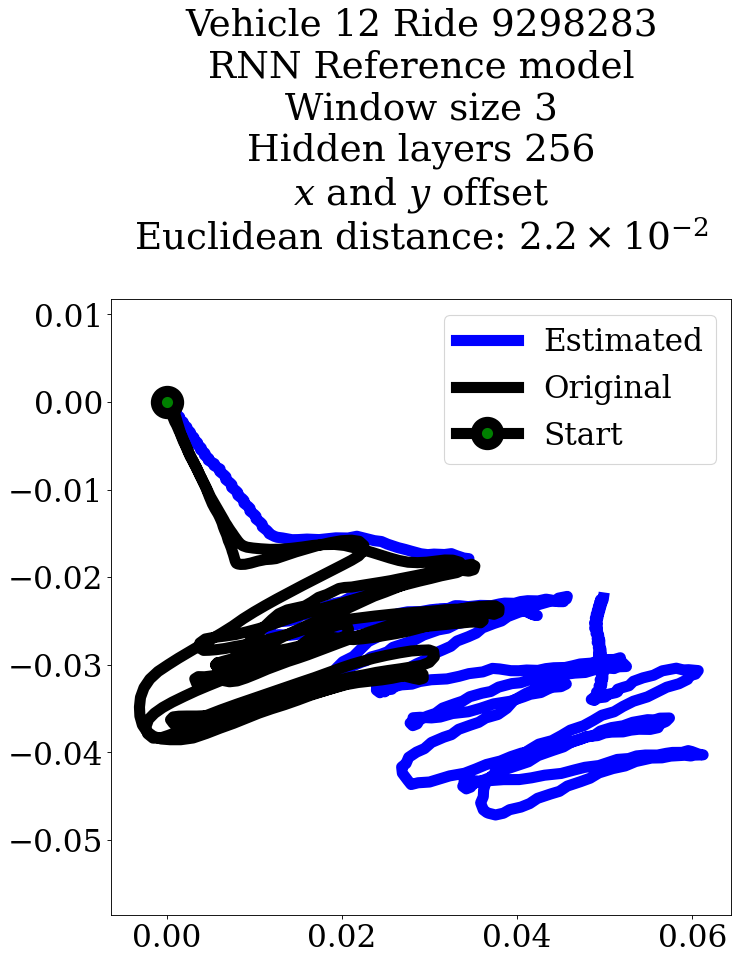 Vehicle 12 Ride 9298283
RNN Reference model
Window size 3
Hidden layers 256
x and y offset
Euclidean distance: 2.2 × 10⁻²
Estimated
Original
Start
0.01
0.00
−0.01
−0.02
−0.03
−0.04
−0.05
0.00 0.02 0.04 0.06